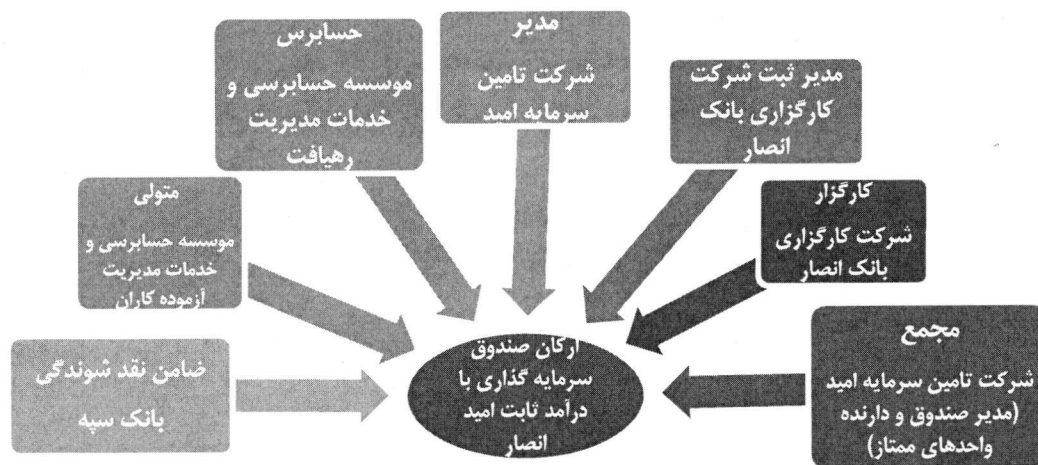 مدیر
شرکت تامین
سرمایه امید
مدیر ثبت شرکت
کارگزاری بانک
انصار
حسابرس
موسسه حسابرسی و
خدمات مدیریت
رهیافت
کارگزار
شرکت کارگزاری
بانک انصار
متولی
موسسه حسابرسی و
خدمات مدیریت
آزموده کاران
مجمع
شرکت تامین سرمایه امید
(مدیر صندوق و دارنده
واحدهای ممتاز)
ضامن نقد شوندگی
بانک سپه
ارکان صندوق
سرمایه گذاری با
درآمد ثابت امید
انصار